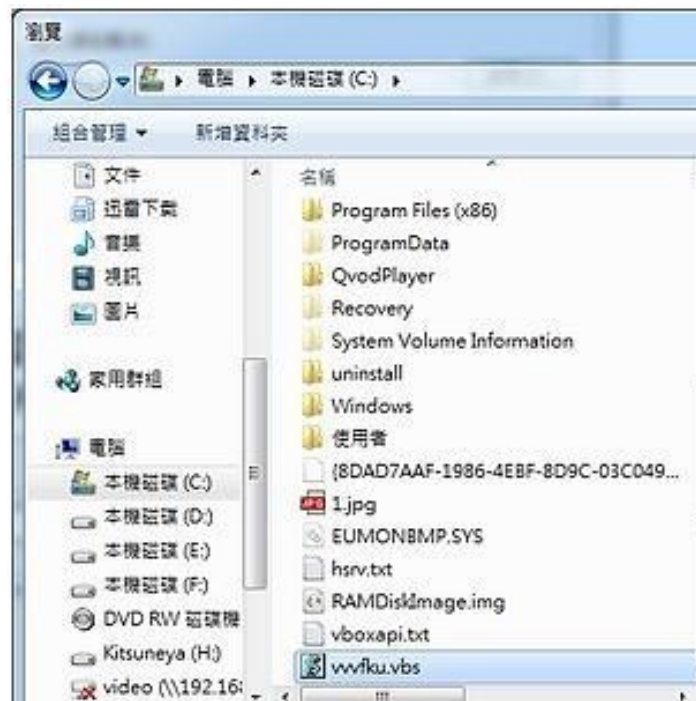 瀏覽
電腦 本機磁碟 (C:)
組合管理 新增資料夾
文件
迅雷下載
音樂
視訊
圖片
家用群組
電腦
本機磁碟 (C:)
本機磁碟 (D:)
本機磁碟 (E:)
本機磁碟 (F:)
DVD RW 磁碟機
Kitsuneya (H:)
video (\\192.168
名稱
Program Files (x86)
ProgramData
QvodPlayer
Recovery
System Volume Information
uninstall
Windows
使用者
{8DAD7AAF-1986-4EBF-8D9C-03C049...
1.jpg
EUMONBMP.SYS
hsrv.txt
RAMDiskImage.img
vboxapi.txt
vvvfku.vbs